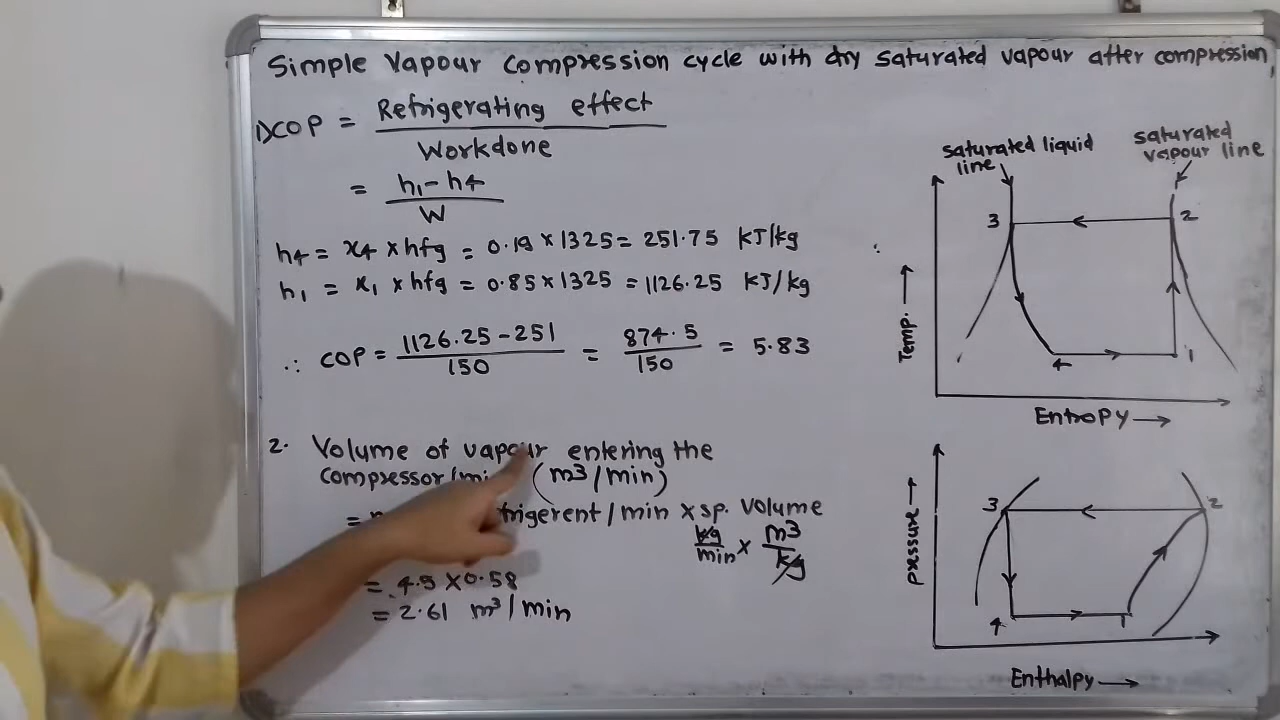 Simple Vapour compression cycle with dry saturated vapour after compression
1) COP = Refrigerating effect
Workdone
= h1 - h4
W
h4 = x4 × hfg = 0.19 × 1325 = 251.75 KJ/kg
h1 = x1 × hfg = 0.85 × 1325 = 1126.25 KJ/kg
∴ COP = 1126.25 - 251 = 874.5 = 5.83
150 150
2. Volume of vapour entering the
compressor/ (m3/min)
/min × sp. volume
kg × m3
min kg
= 4.5 × 0.58
= 2.61 m³/min
saturated liquid
line
saturated
vapour line
3 2
4 1
Temp. →
Entropy →
3 2
4 1
pressure →
Enthalpy →